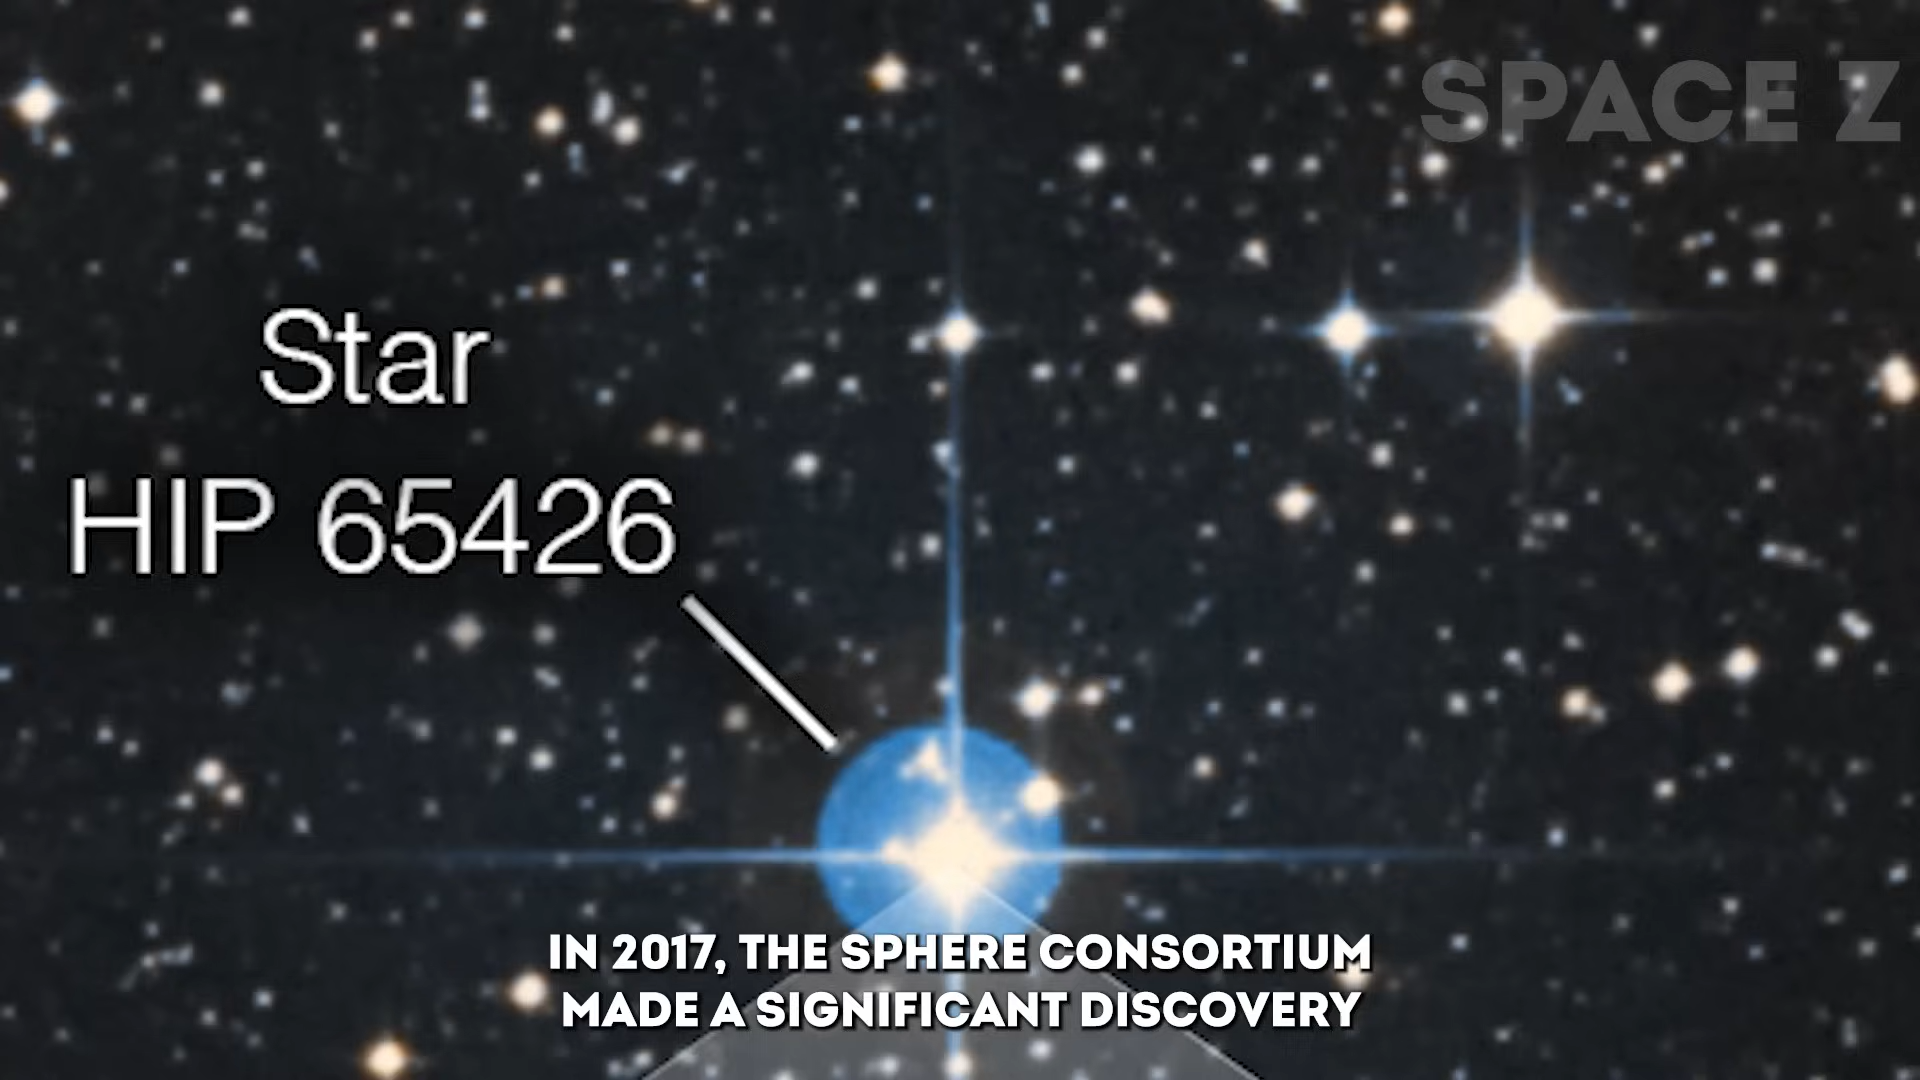 SPACE Z
Star
HIP 65426
IN 2017, THE SPHERE CONSORTIUM
MADE A SIGNIFICANT DISCOVERY